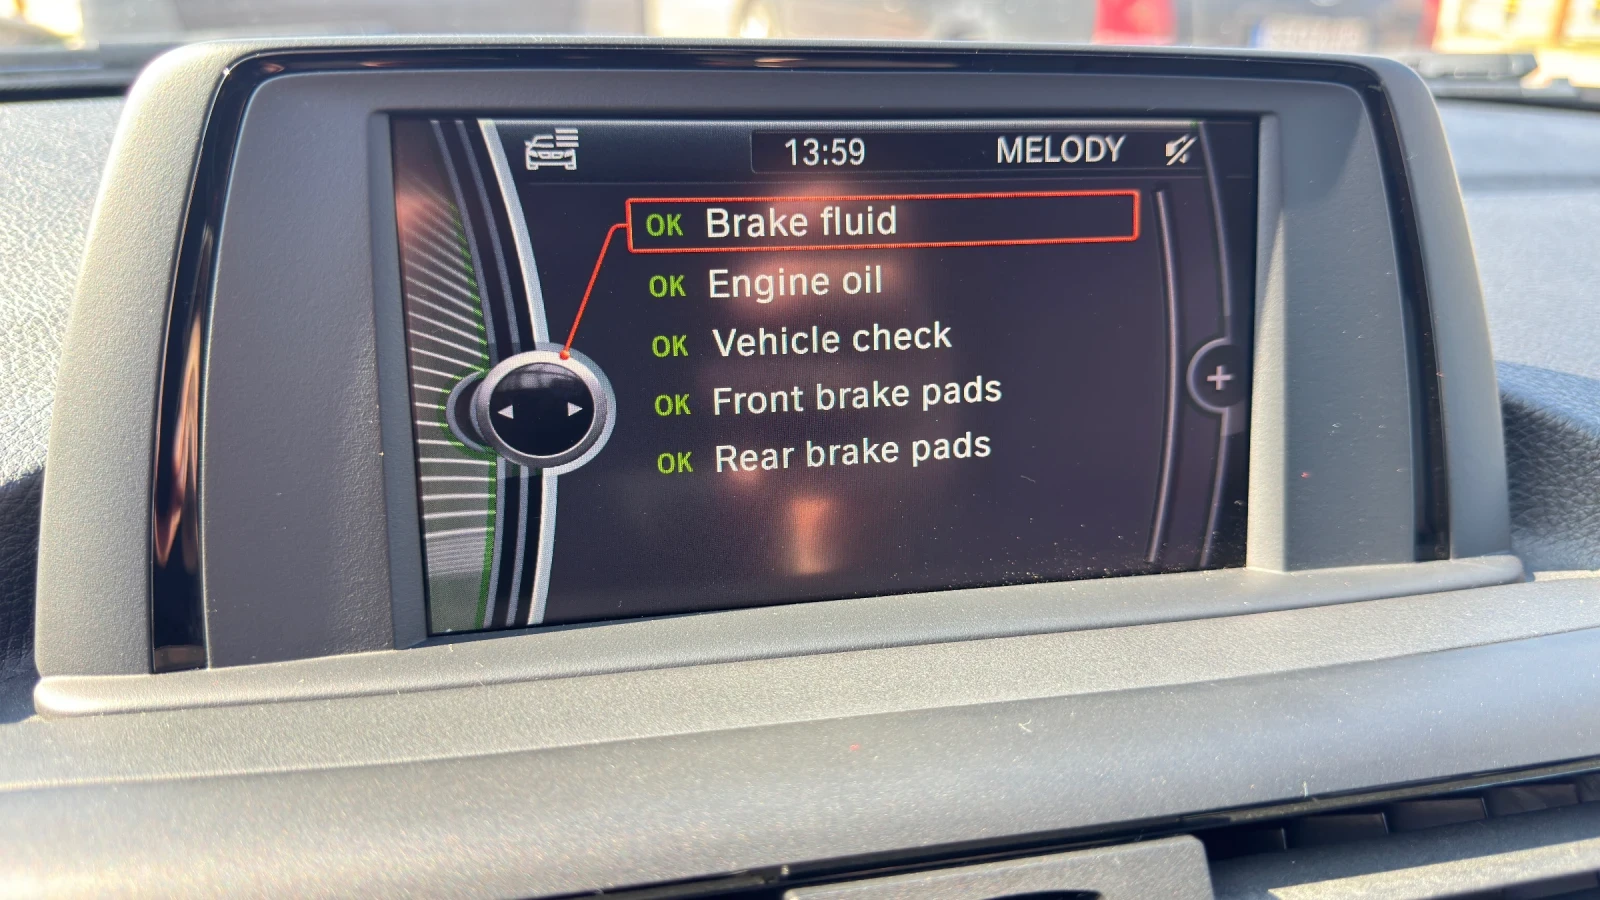 13:59 MELODY
OK Brake fluid
OK Engine oil
OK Vehicle check
OK Front brake pads
OK Rear brake pads
+